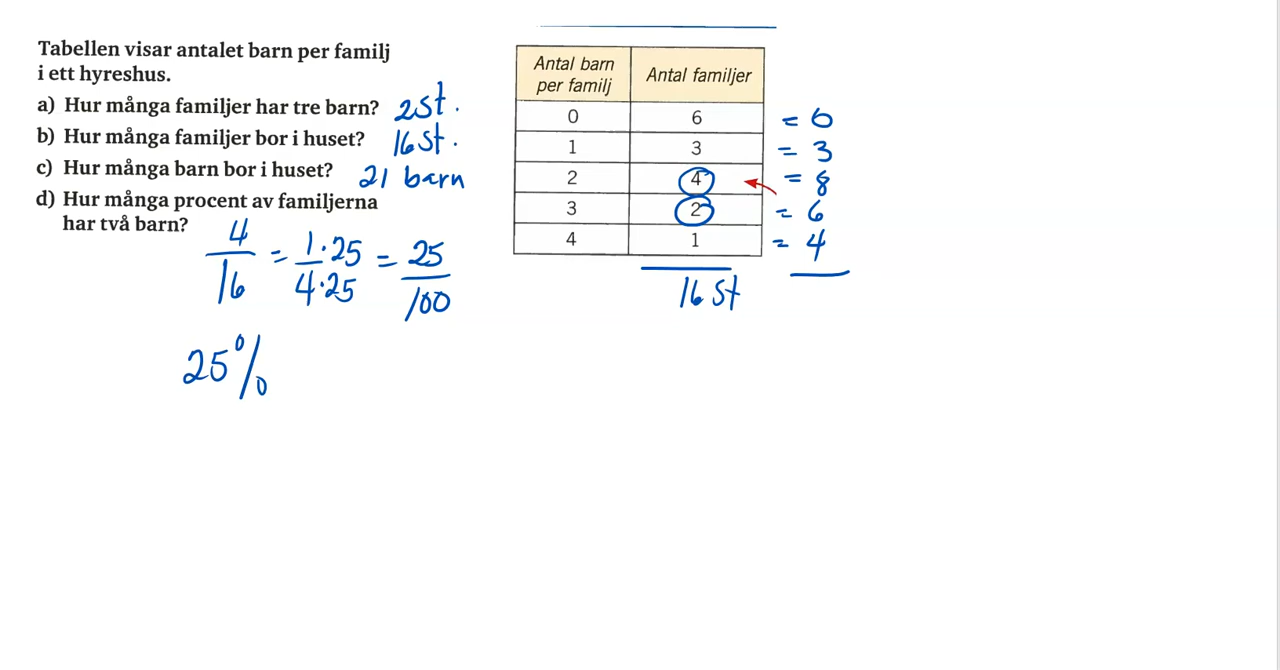 Tabellen visar antalet barn per familj
i ett hyreshus.
a) Hur många familjer har tre barn? 2st.
b) Hur många familjer bor i huset? 16 st.
c) Hur många barn bor i huset? 21 barn
d) Hur många procent av familjerna
har två barn?
4/16 = 1·25/4·25 = 25/100
25%
Antal barn per familj Antal familjer
0 6 = 0
1 3 = 3
2 4 = 8
3 2 = 6
4 1 = 4
16 st